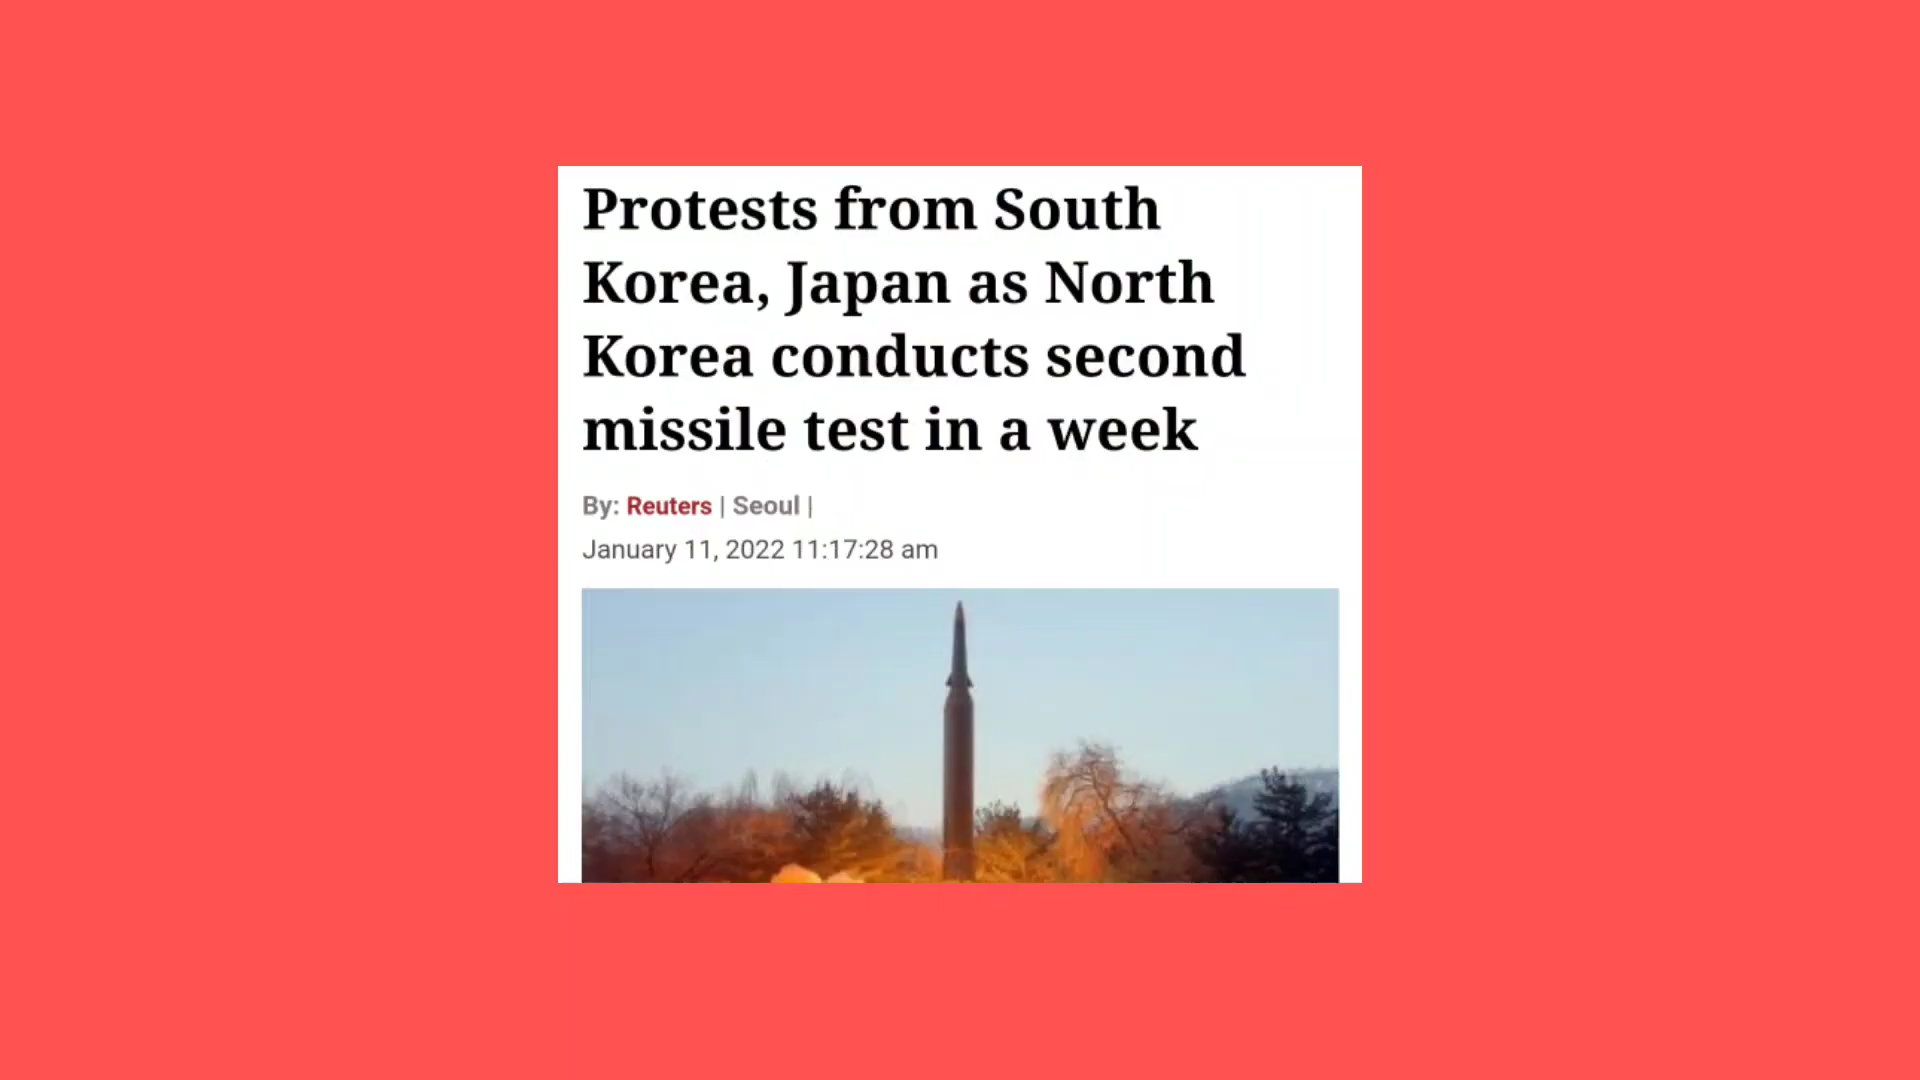 Protests from South
Korea, Japan as North
Korea conducts second
missile test in a week
By: Reuters | Seoul |
January 11, 2022 11:17:28 am